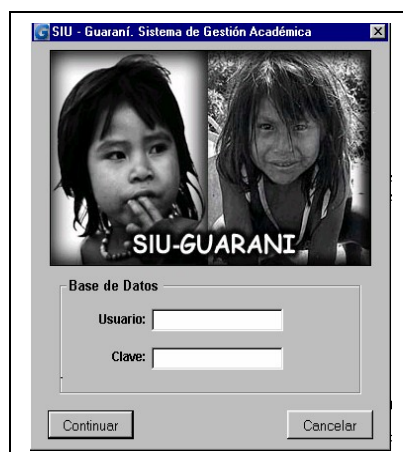 SIU - Guaraní. Sistema de Gestión Académica
SIU-GUARANI
Base de Datos
Usuario:
Clave:
Continuar
Cancelar